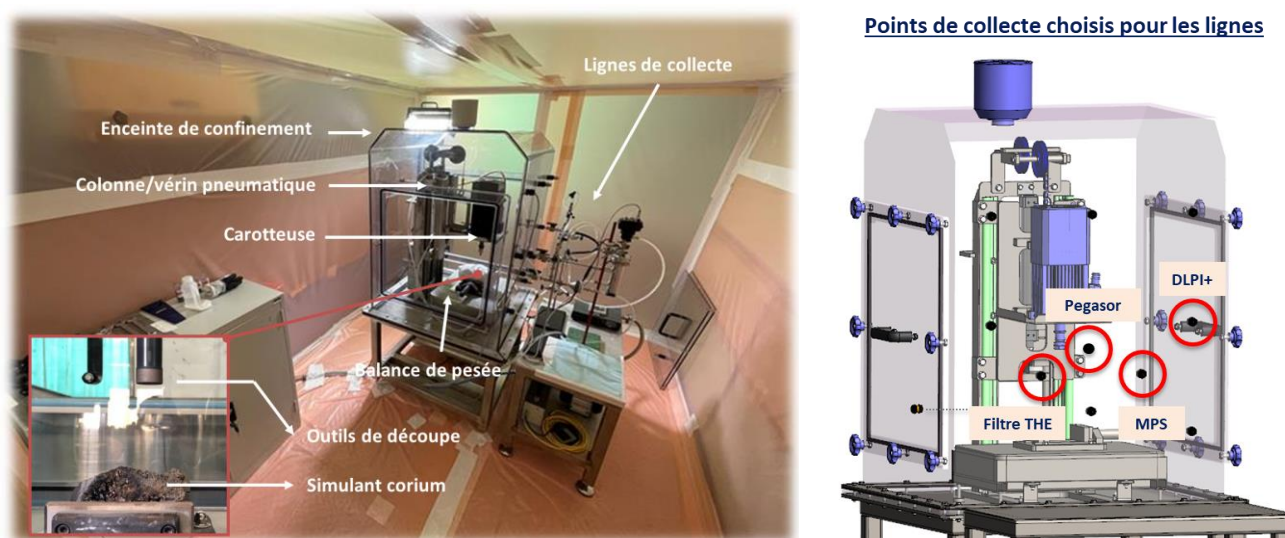 Points de collecte choisis pour les lignes
Lignes de collecte
Enceinte de confinement
Colonne/vérin pneumatique
Carotteuse
Balance de pesée
Outils de découpe
Simulant corium
DLPI+
Pegasor
Filtre THE
MPS